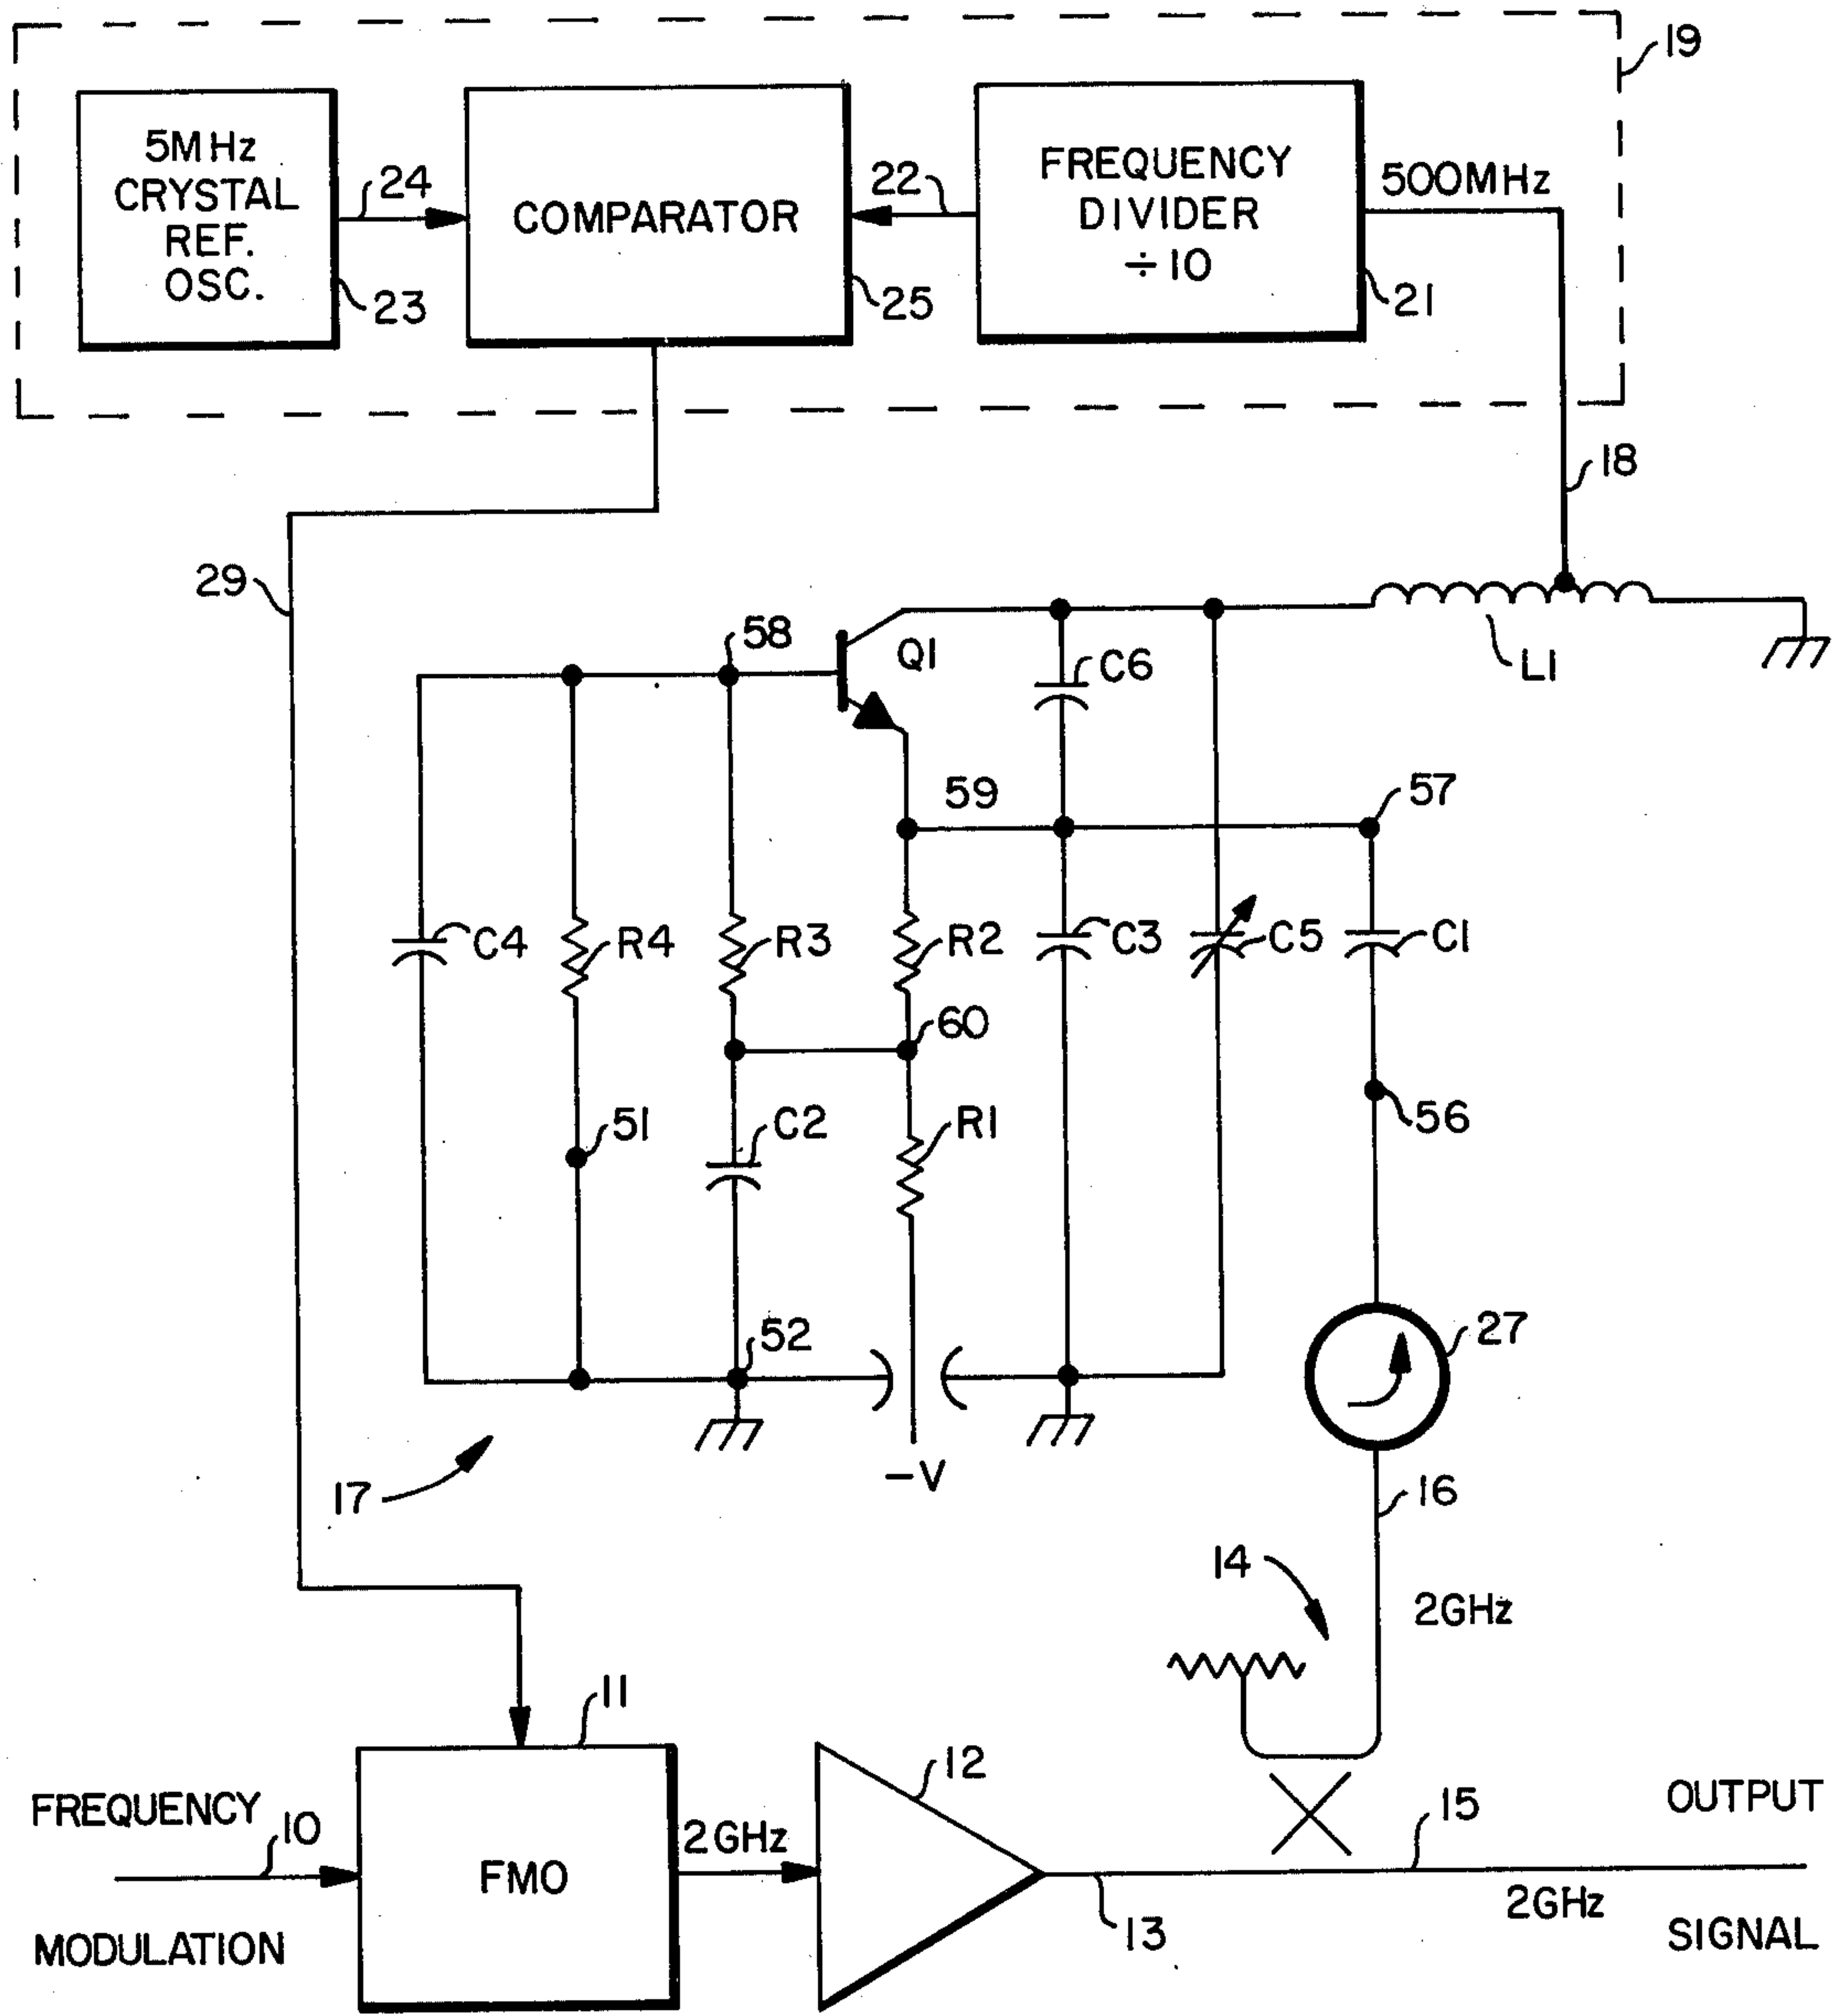 19
5MHz
CRYSTAL
REF.
OSC.
23
24
COMPARATOR
25
22
FREQUENCY
DIVIDER
÷10
21
500MHz
18
29
58
Q1
C6
L1
59
57
C4
R4
R3
R2
C3
C5
C1
60
51
C2
R1
56
52
27
17
-V
16
14
2GHz
11
12
FREQUENCY
10
MODULATION
FMO
2GHz
13
15
2GHz
OUTPUT
SIGNAL